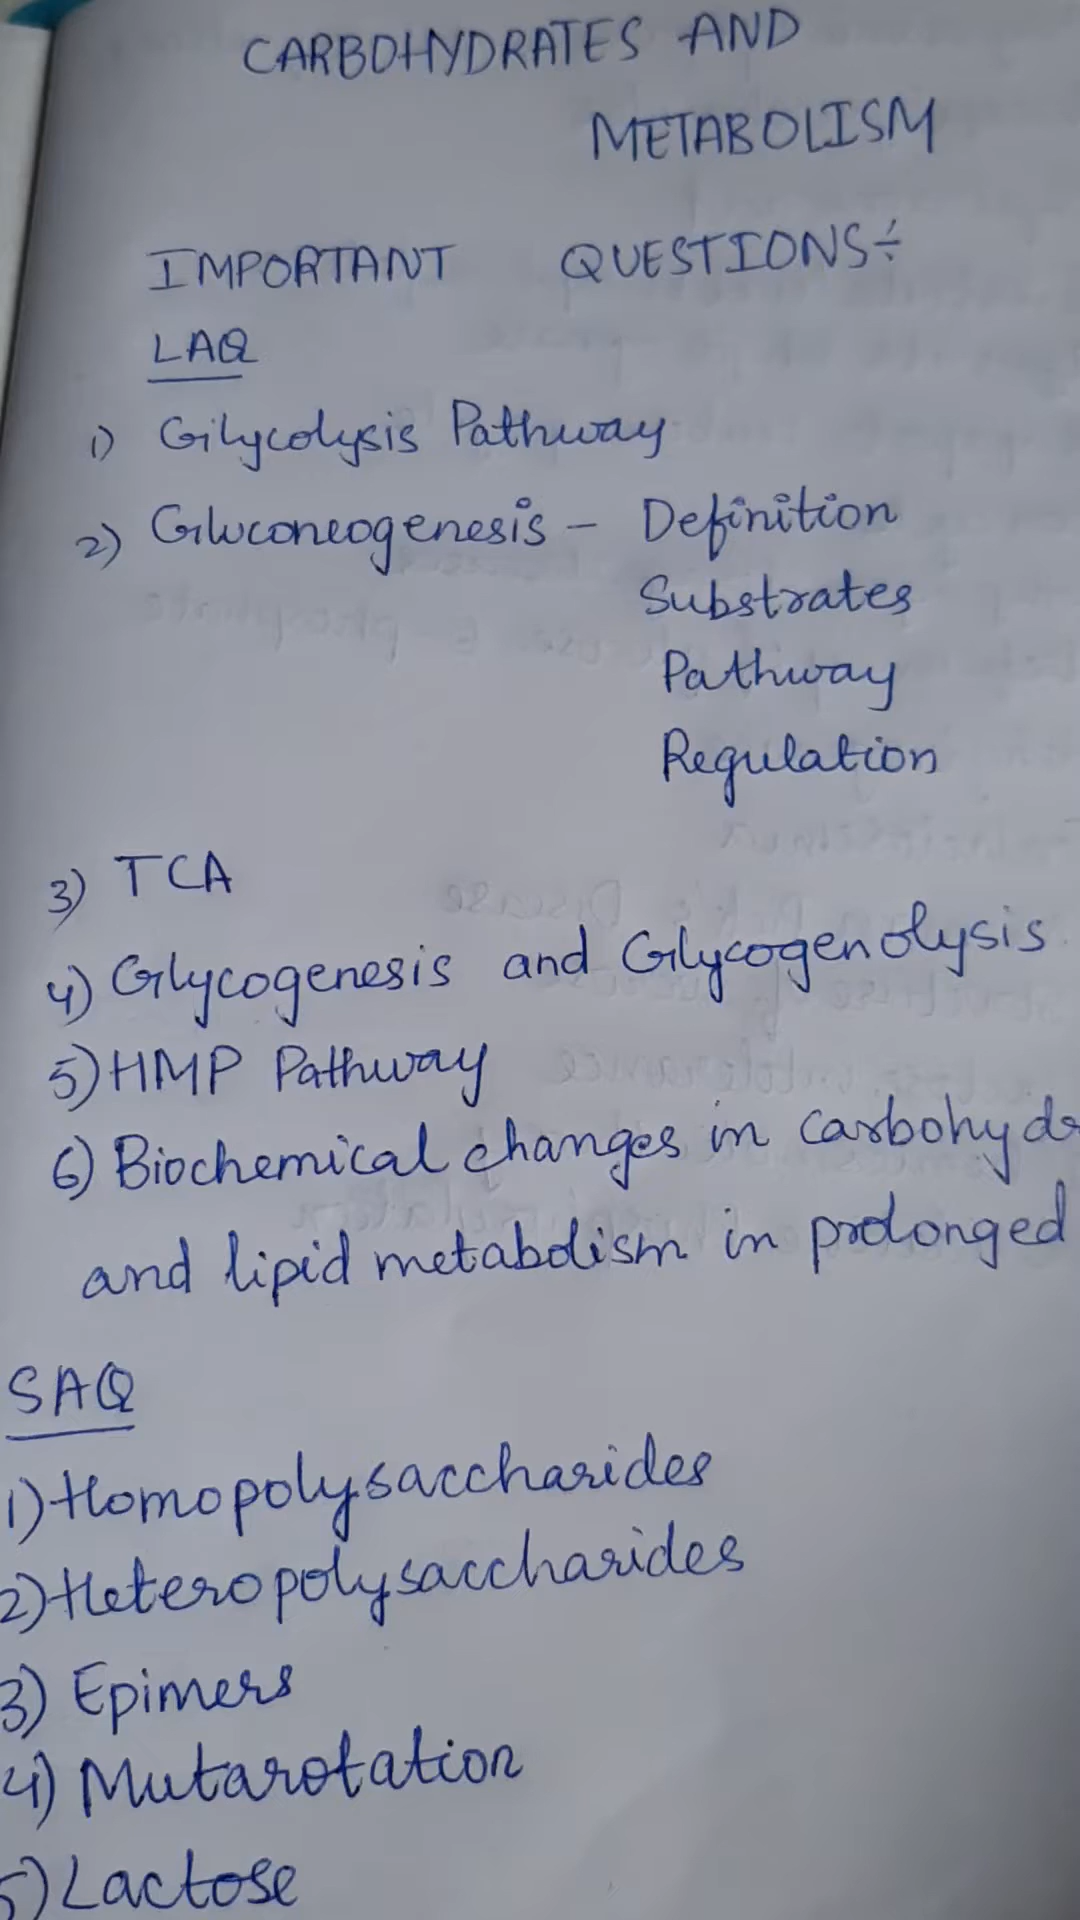 CARBOHYDRATES AND
METABOLISM
IMPORTANT QUESTIONS÷
LAQ
1) Glycolysis Pathway
2) Gluconeogenesis - Definition
Substrates
Pathway
Regulation
3) TCA
4) Glycogenesis and Glycogenolysis
5) HMP Pathway
6) Biochemical changes in carbohyd
and lipid metabolism in prolonged
SAQ
1) Homopolysaccharides
2) Heteropolysaccharides
3) Epimers
4) Mutarotation
5) Lactose